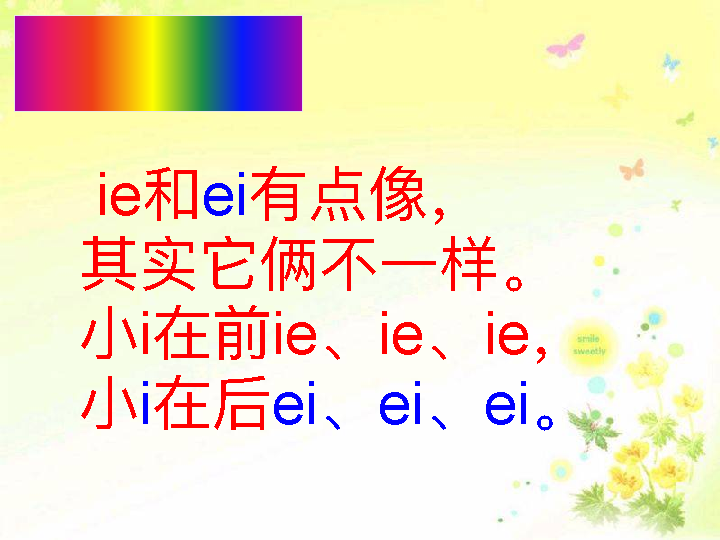 ie和ei有点像，
其实它俩不一样。
小i在前ie、ie、ie，
小i在后ei、ei、ei。
smile
sweetly